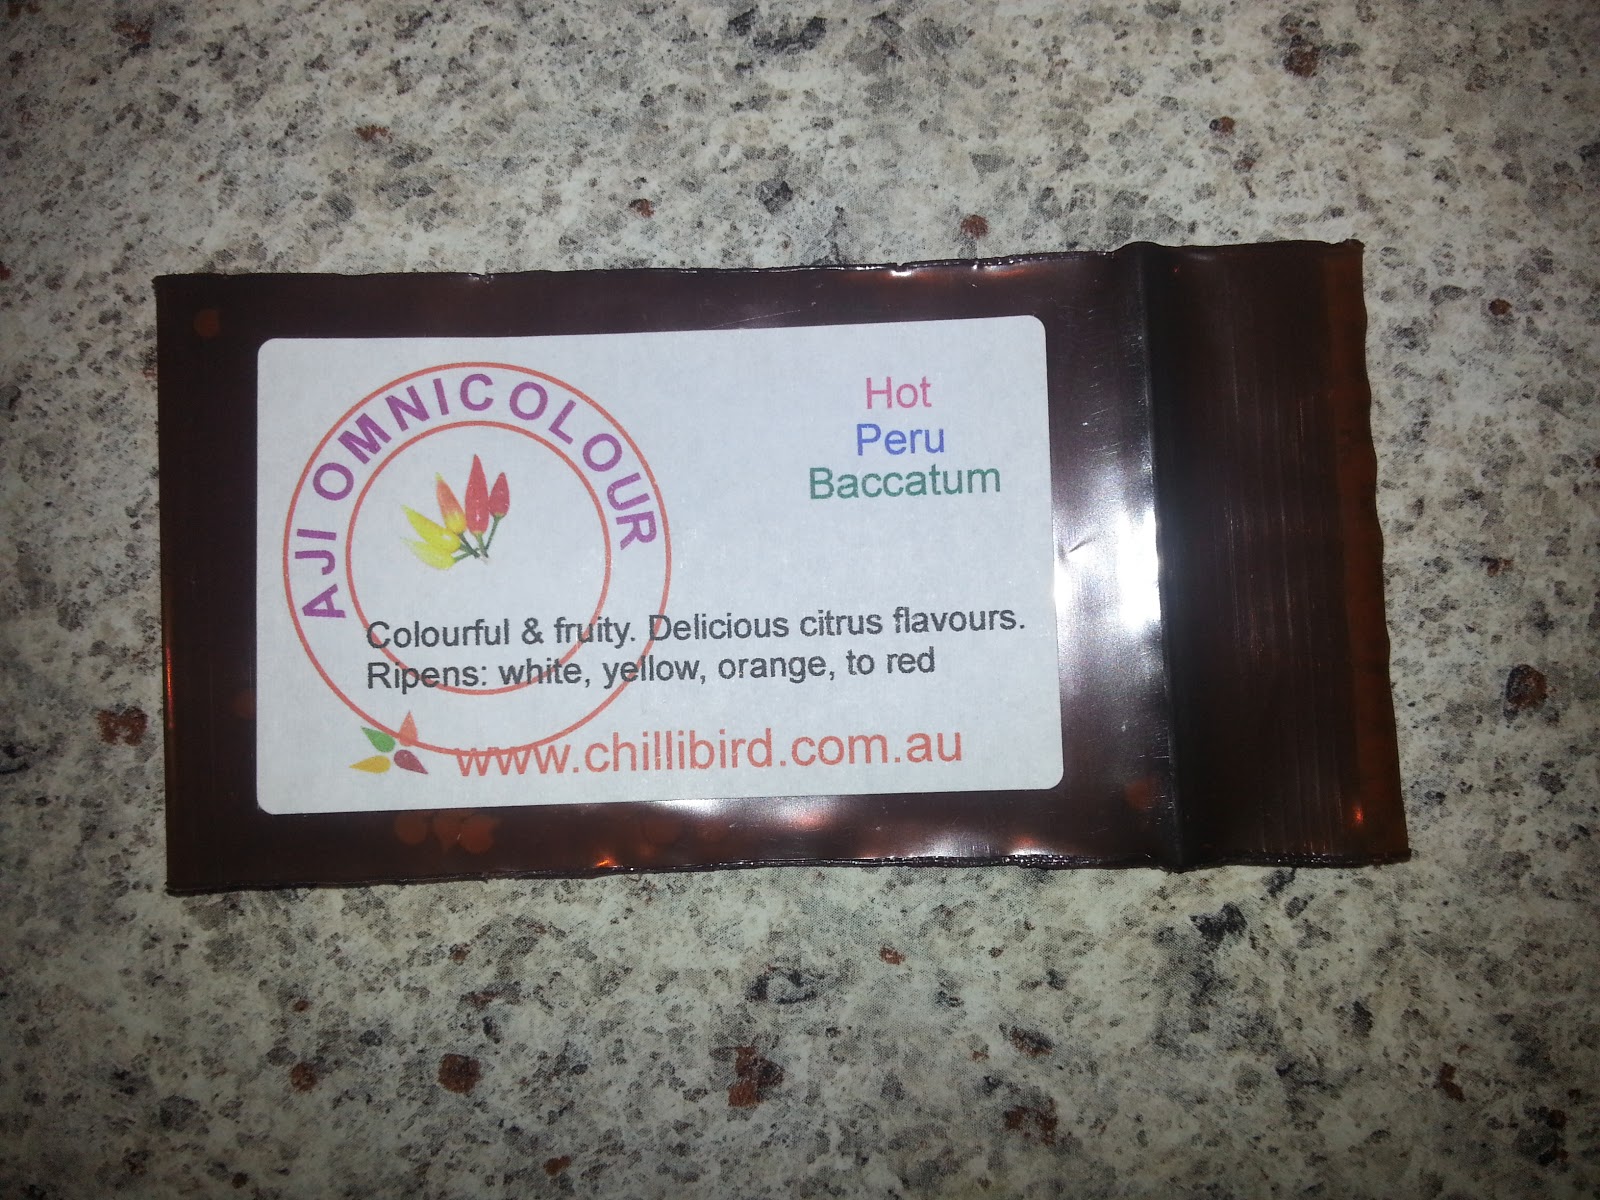 AJI OMNICOLOUR
Hot
Peru
Baccatum
Colourful & fruity. Delicious citrus flavours.
Ripens: white, yellow, orange, to red
www.chillibird.com.au